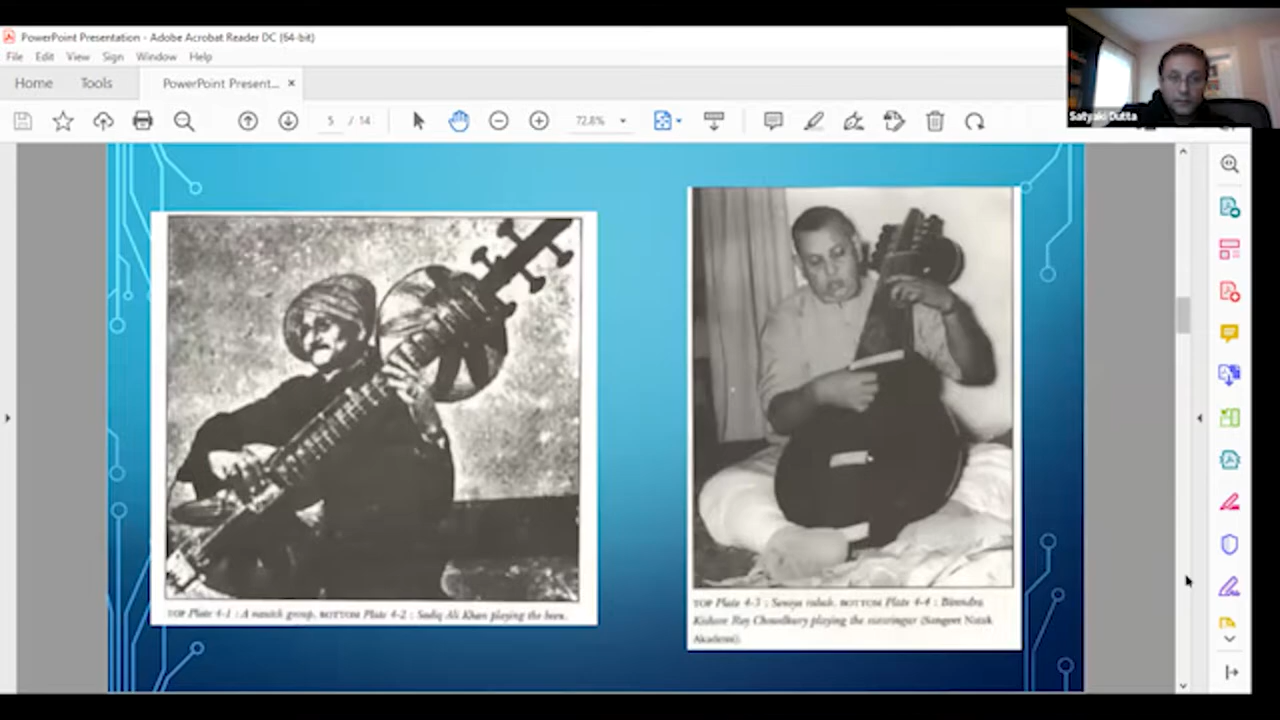 PowerPoint Presentation - Adobe Acrobat Reader DC (64-bit)
File Edit View Sign Window Help
Home Tools PowerPoint Present... ×
5 / 14 72.8%
Satyaki Dutta
TOP Plate 4-1 : A nautch group. BOTTOM Plate 4-2 : Sadiq Ali Khan playing the been.
TOP Plate 4-3 : Seniya rabab. BOTTOM Plate 4-4 : Birendra
Kishore Roy Chowdhury playing the sursringar (Sangeet Natak
Akademi).